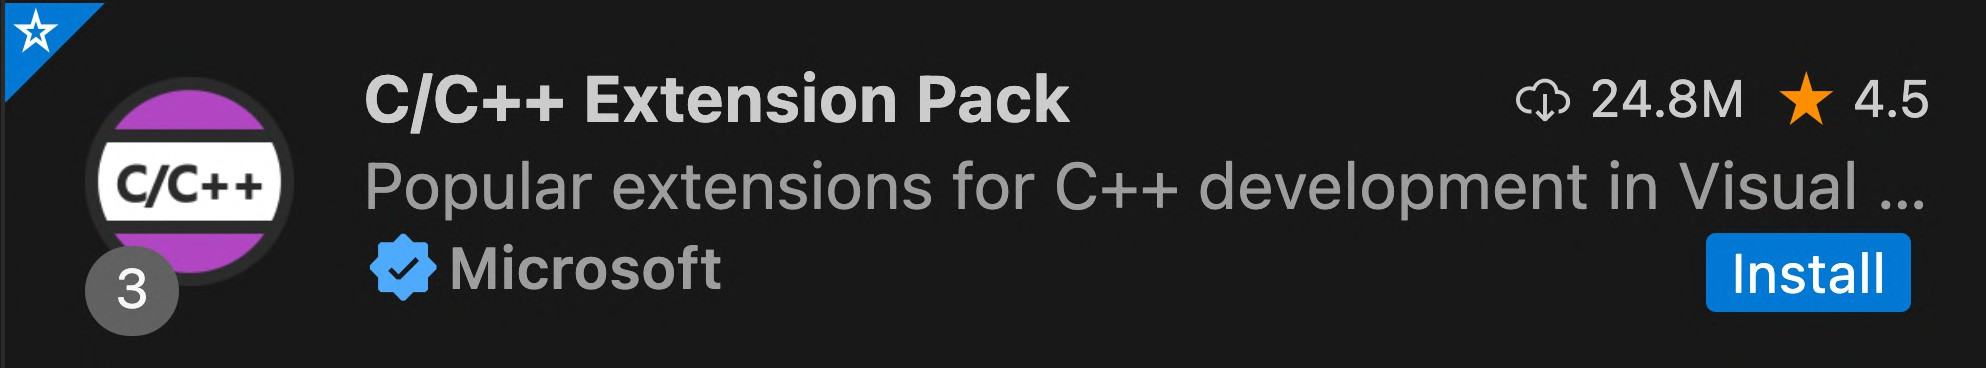 C/C++ Extension Pack 24.8M 4.5
C/C++
Popular extensions for C++ development in Visual ...
3
Microsoft
Install